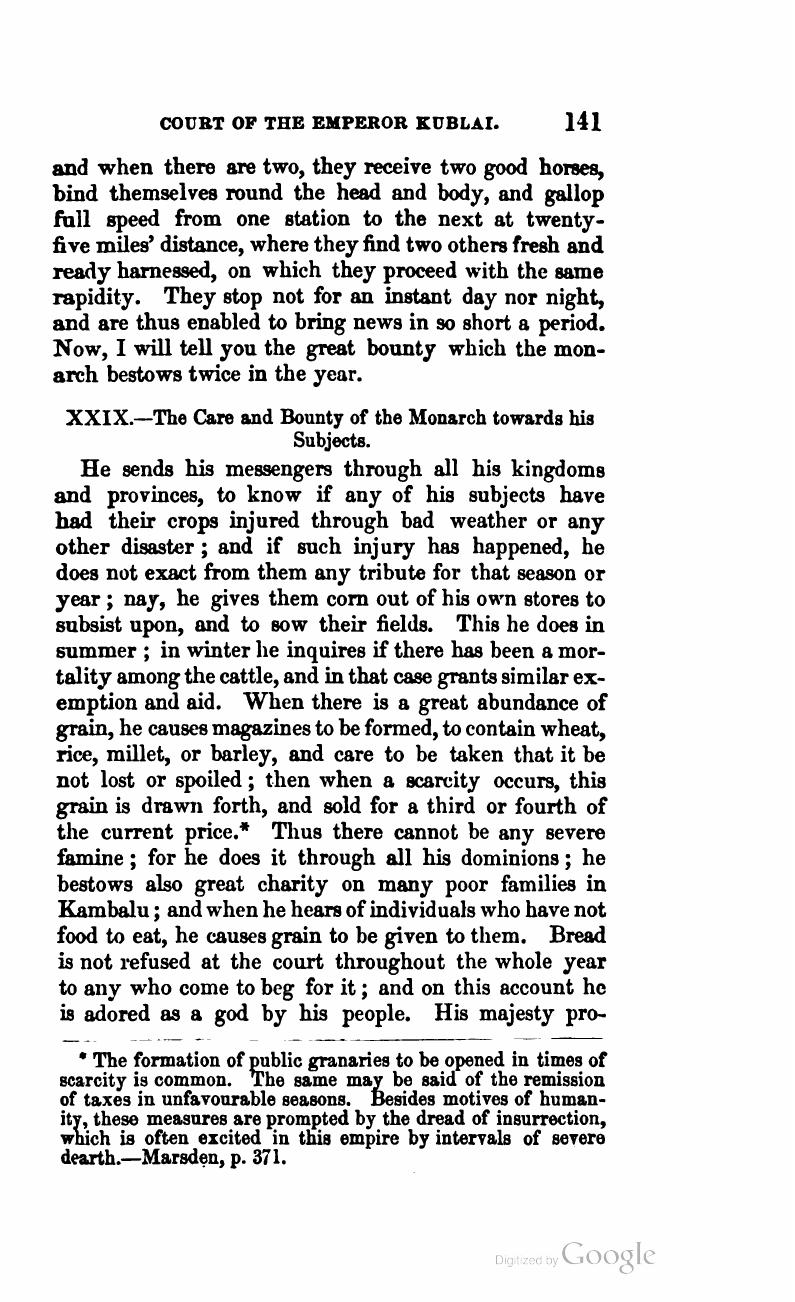 COURT OF THE EMPEROR KUBLAI. 141
and when there are two, they receive two good horses,
bind themselves round the head and body, and gallop
full speed from one station to the next at twenty-
five miles' distance, where they find two others fresh and
ready harnessed, on which they proceed with the same
rapidity. They stop not for an instant day nor night,
and are thus enabled to bring news in so short a period.
Now, I will tell you the great bounty which the mon-
arch bestows twice in the year.
XXIX.—The Care and Bounty of the Monarch towards his
Subjects.
He sends his messengers through all his kingdoms
and provinces, to know if any of his subjects have
had their crops injured through bad weather or any
other disaster ; and if such injury has happened, he
does not exact from them any tribute for that season or
year ; nay, he gives them corn out of his own stores to
subsist upon, and to sow their fields. This he does in
summer ; in winter he inquires if there has been a mor-
tality among the cattle, and in that case grants similar ex-
emption and aid. When there is a great abundance of
grain, he causes magazines to be formed, to contain wheat,
rice, millet, or barley, and care to be taken that it be
not lost or spoiled ; then when a scarcity occurs, this
grain is drawn forth, and sold for a third or fourth of
the current price.* Thus there cannot be any severe
famine ; for he does it through all his dominions ; he
bestows also great charity on many poor families in
Kambalu ; and when he hears of individuals who have not
food to eat, he causes grain to be given to them. Bread
is not refused at the court throughout the whole year
to any who come to beg for it ; and on this account he
is adored as a god by his people. His majesty pro-
* The formation of public granaries to be opened in times of
scarcity is common. The same may be said of the remission
of taxes in unfavourable seasons. Besides motives of human-
ity, these measures are prompted by the dread of insurrection,
which is often excited in this empire by intervals of severe
dearth.—Marsden, p. 371.
Digitized by Google